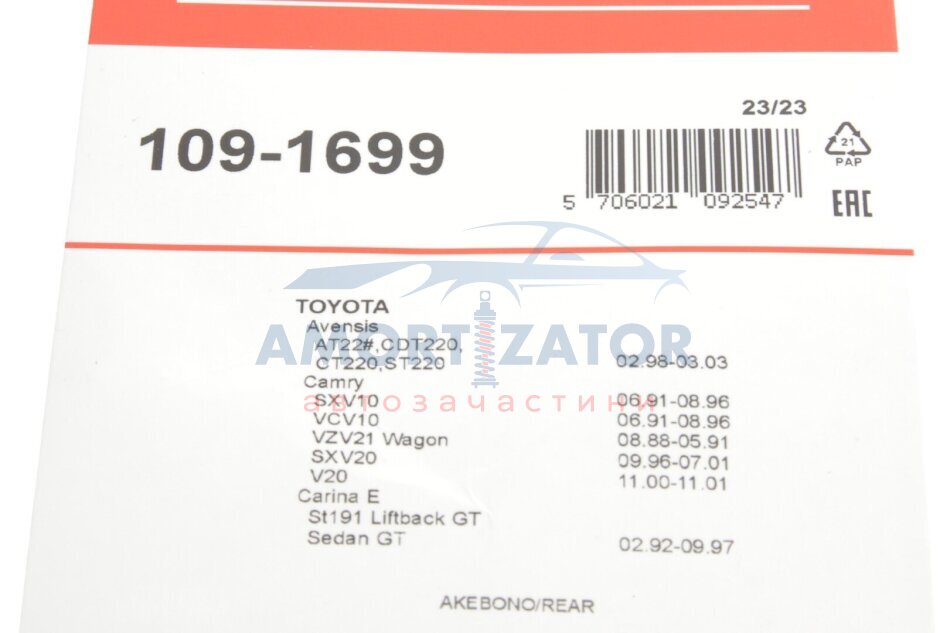 23/23
109-1699
21
PAP
5 706021 092547
EAC
AMORTIZATOR
автозачастини
TOYOTA
Avensis
AT22#,CDT220,
CT220,ST220 02.98-03.03
Camry
SXV10 06.91-08.96
VCV10 06.91-08.96
VZV21 Wagon 08.88-05.91
SXV20 09.96-07.01
V20 11.00-11.01
Carina E
St191 Liftback GT
Sedan GT 02.92-09.97
AKEBONO/REAR